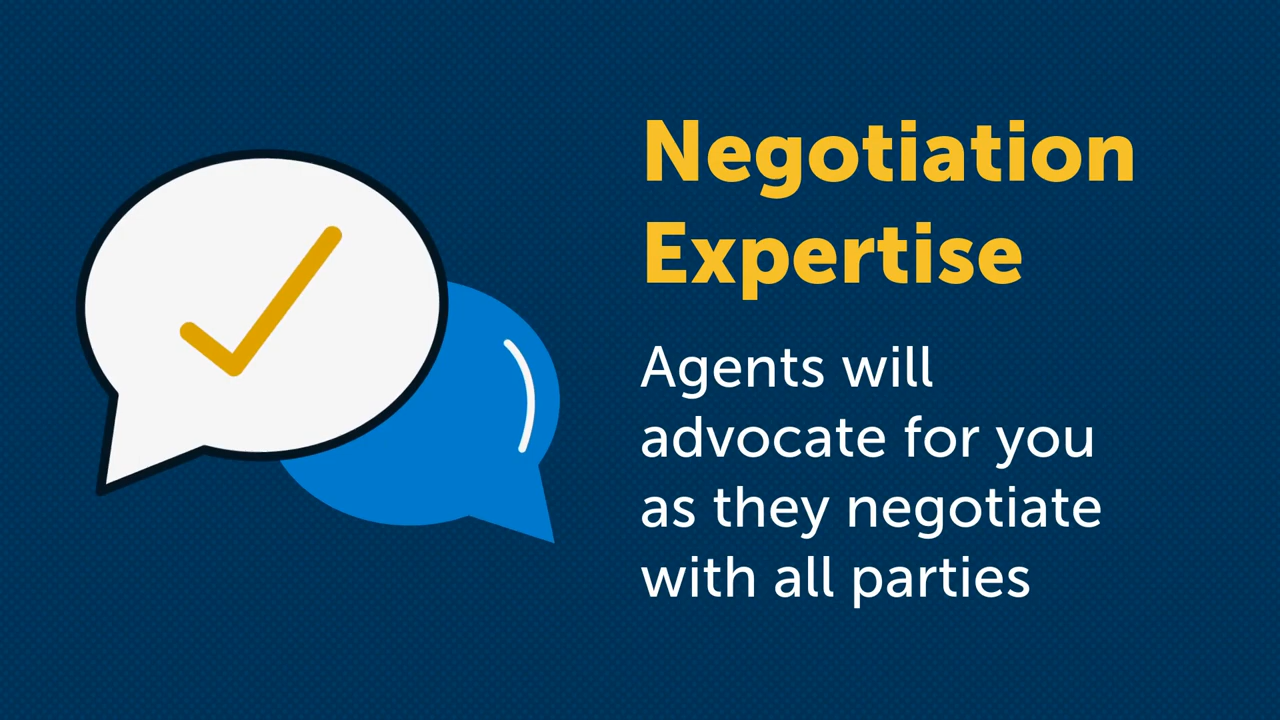 Negotiation
Expertise
Agents will
advocate for you
as they negotiate
with all parties